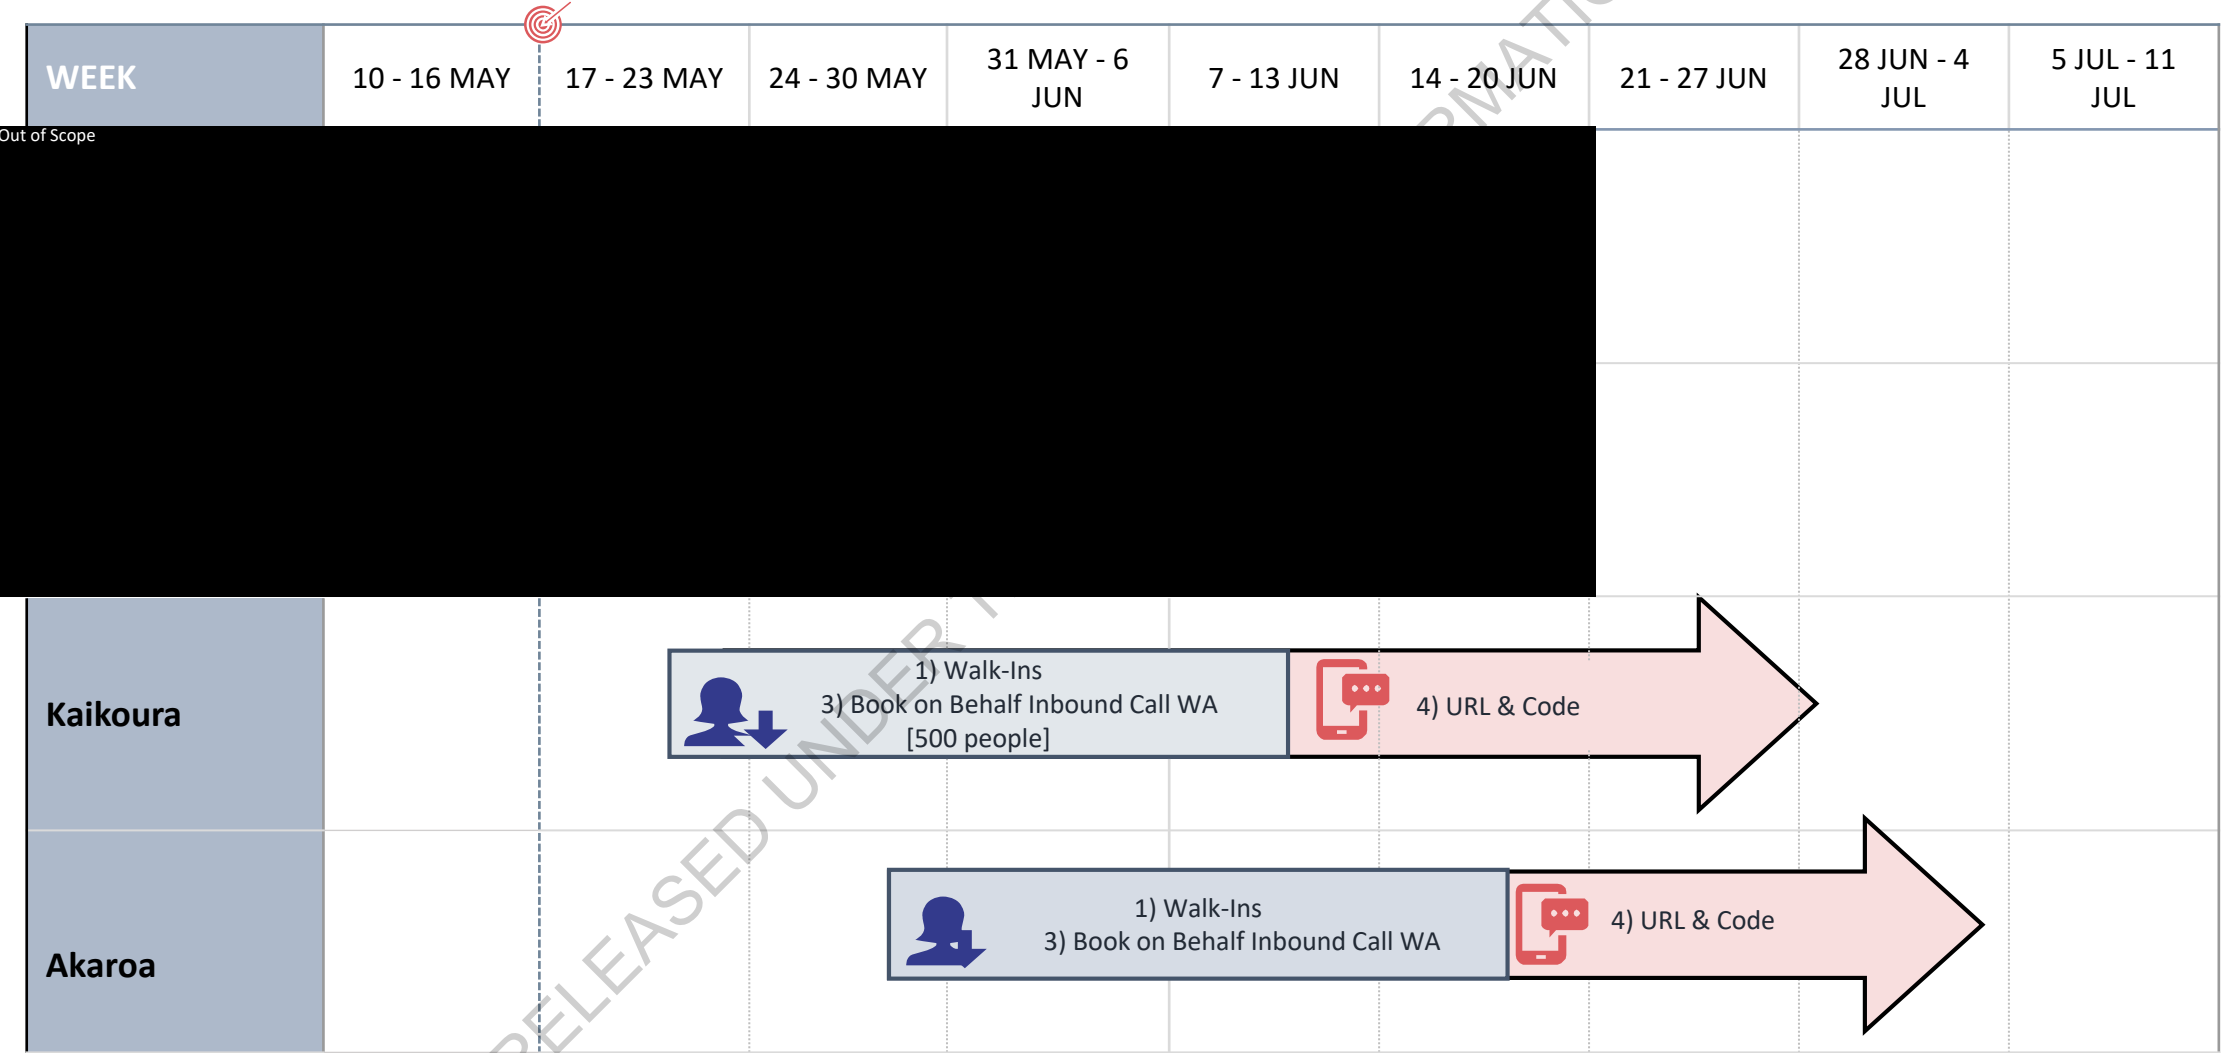 WEEK
10 - 16 MAY
17 - 23 MAY
24 - 30 MAY
31 MAY - 6
JUN
7 - 13 JUN
14 - 20 JUN
21 - 27 JUN
28 JUN - 4
JUL
5 JUL - 11
JUL
Out of Scope
Kaikoura
1) Walk-Ins
3) Book on Behalf Inbound Call WA
[500 people]
4) URL & Code
Akaroa
1) Walk-Ins
3) Book on Behalf Inbound Call WA
4) URL & Code
RELEASED UNDER